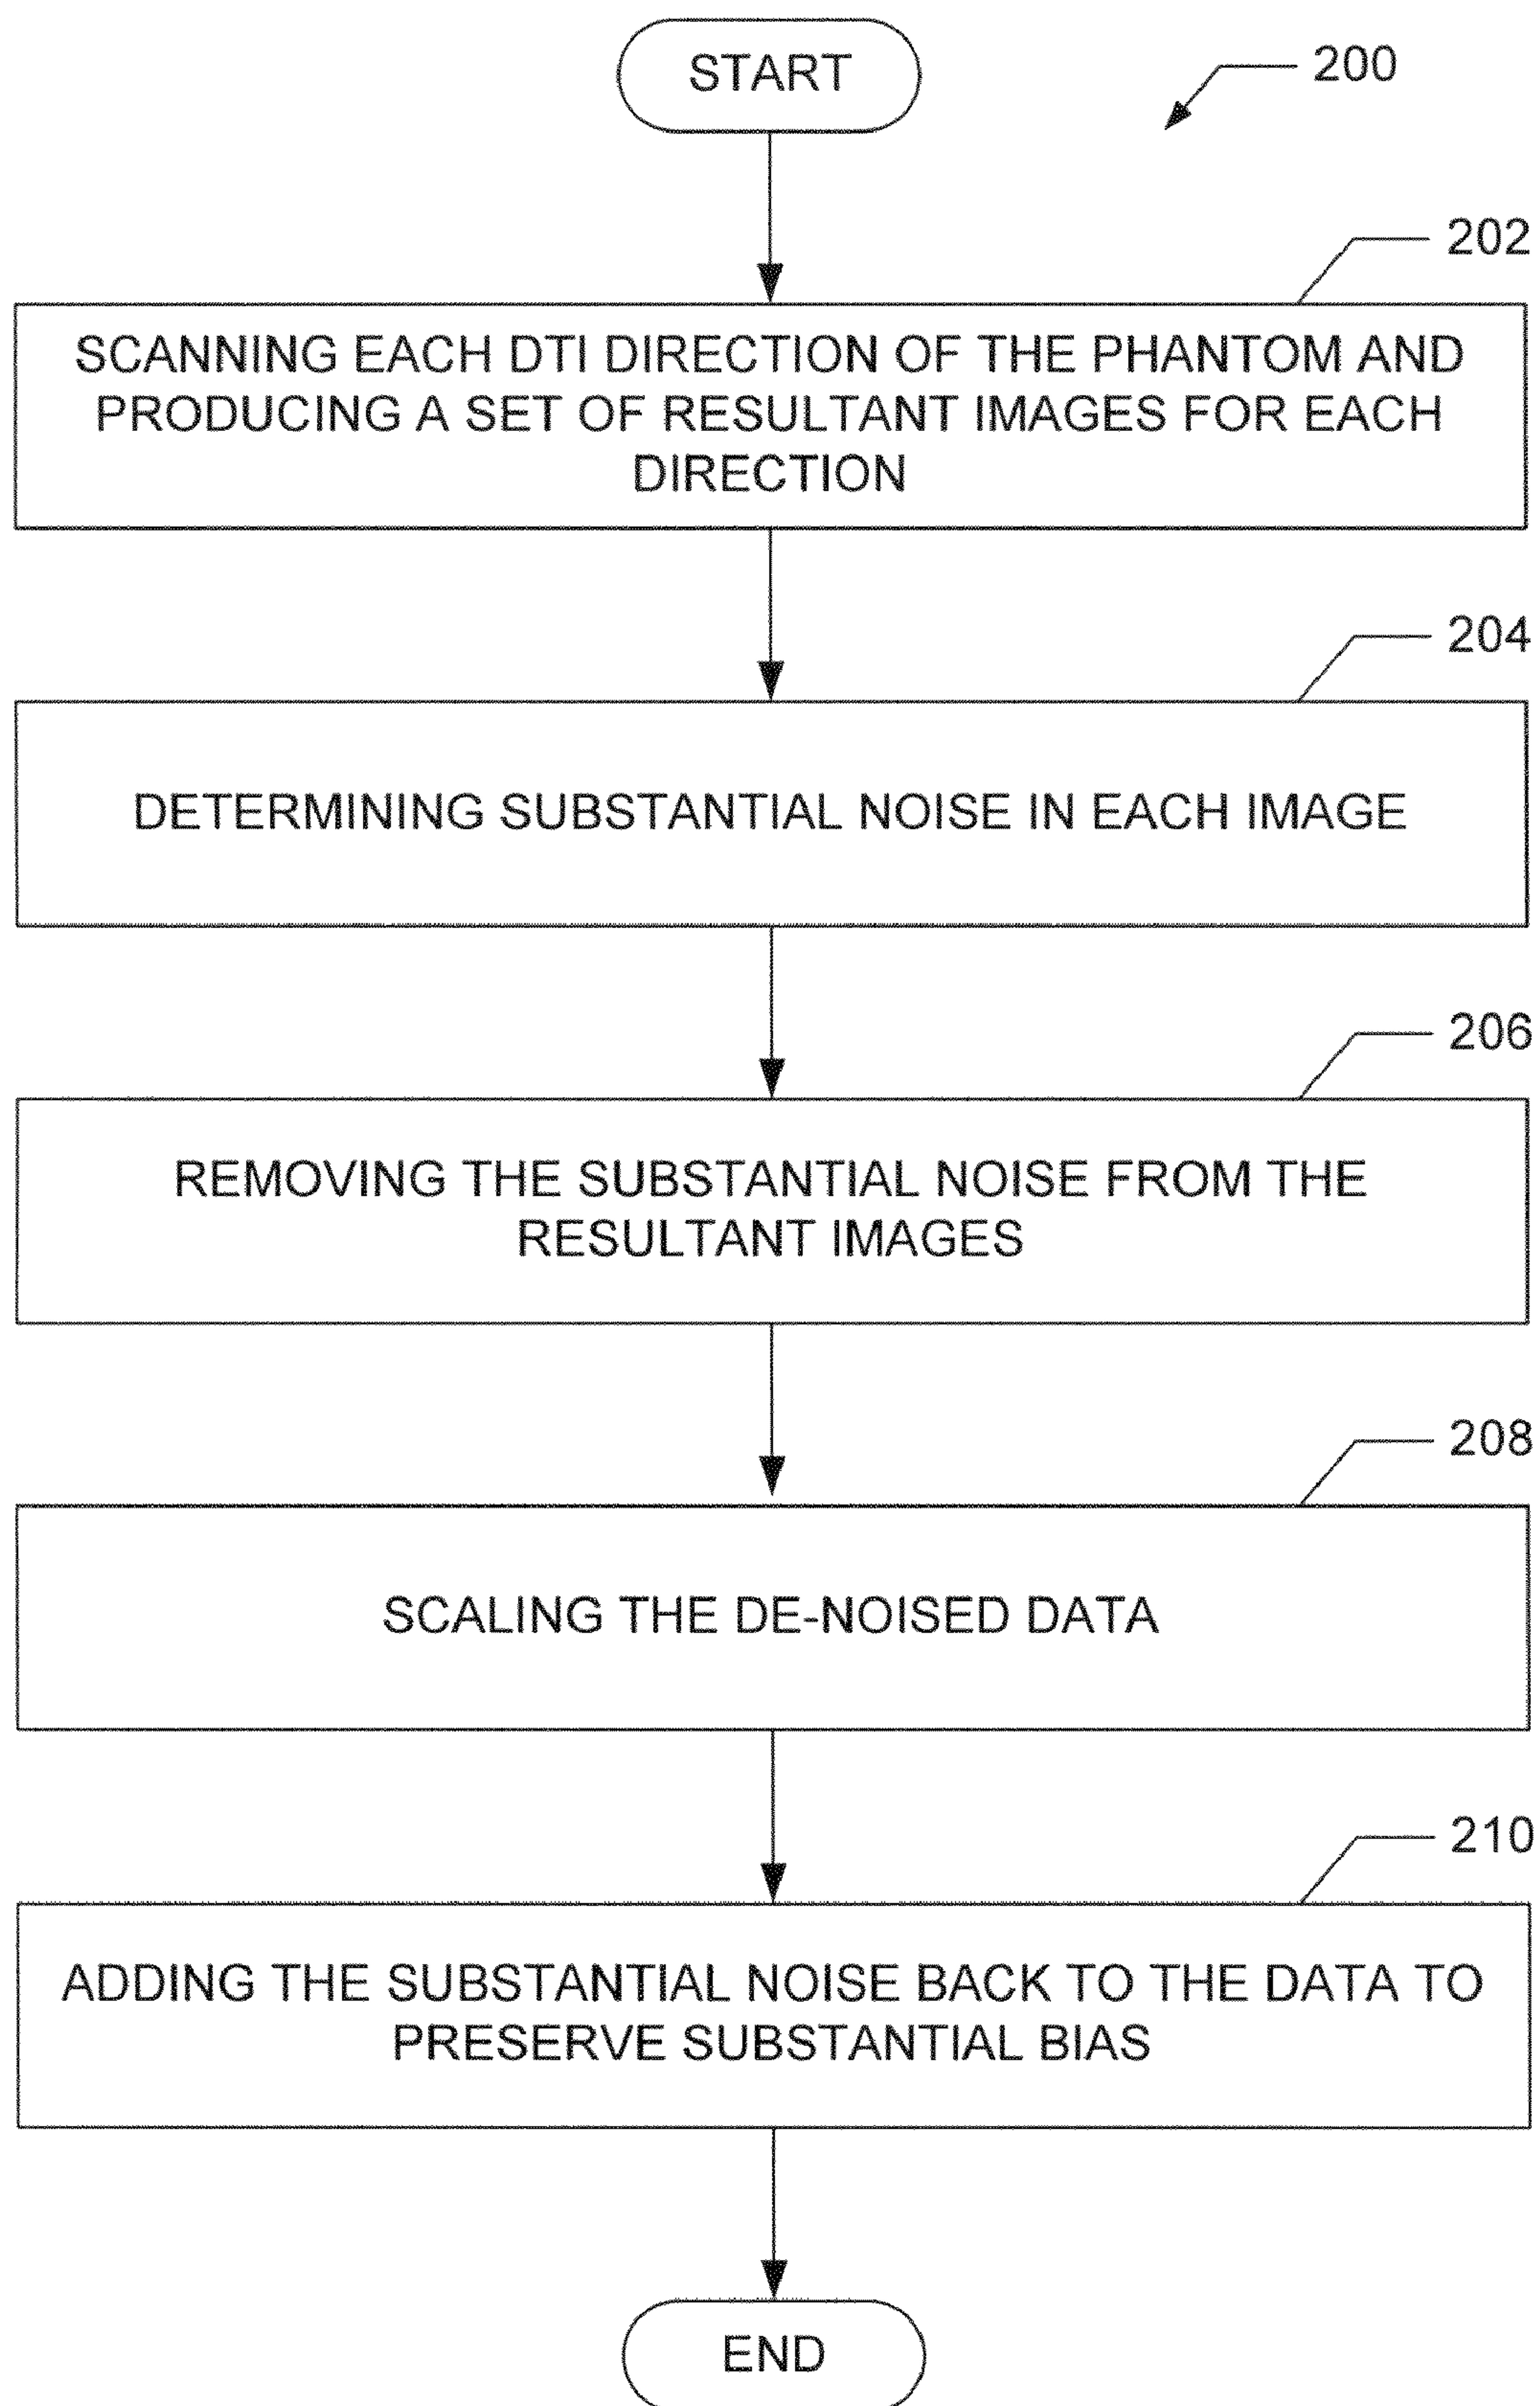 START
200
202
SCANNING EACH DTI DIRECTION OF THE PHANTOM AND
PRODUCING A SET OF RESULTANT IMAGES FOR EACH
DIRECTION
204
DETERMINING SUBSTANTIAL NOISE IN EACH IMAGE
206
REMOVING THE SUBSTANTIAL NOISE FROM THE
RESULTANT IMAGES
208
SCALING THE DE-NOISED DATA
210
ADDING THE SUBSTANTIAL NOISE BACK TO THE DATA TO
PRESERVE SUBSTANTIAL BIAS
END